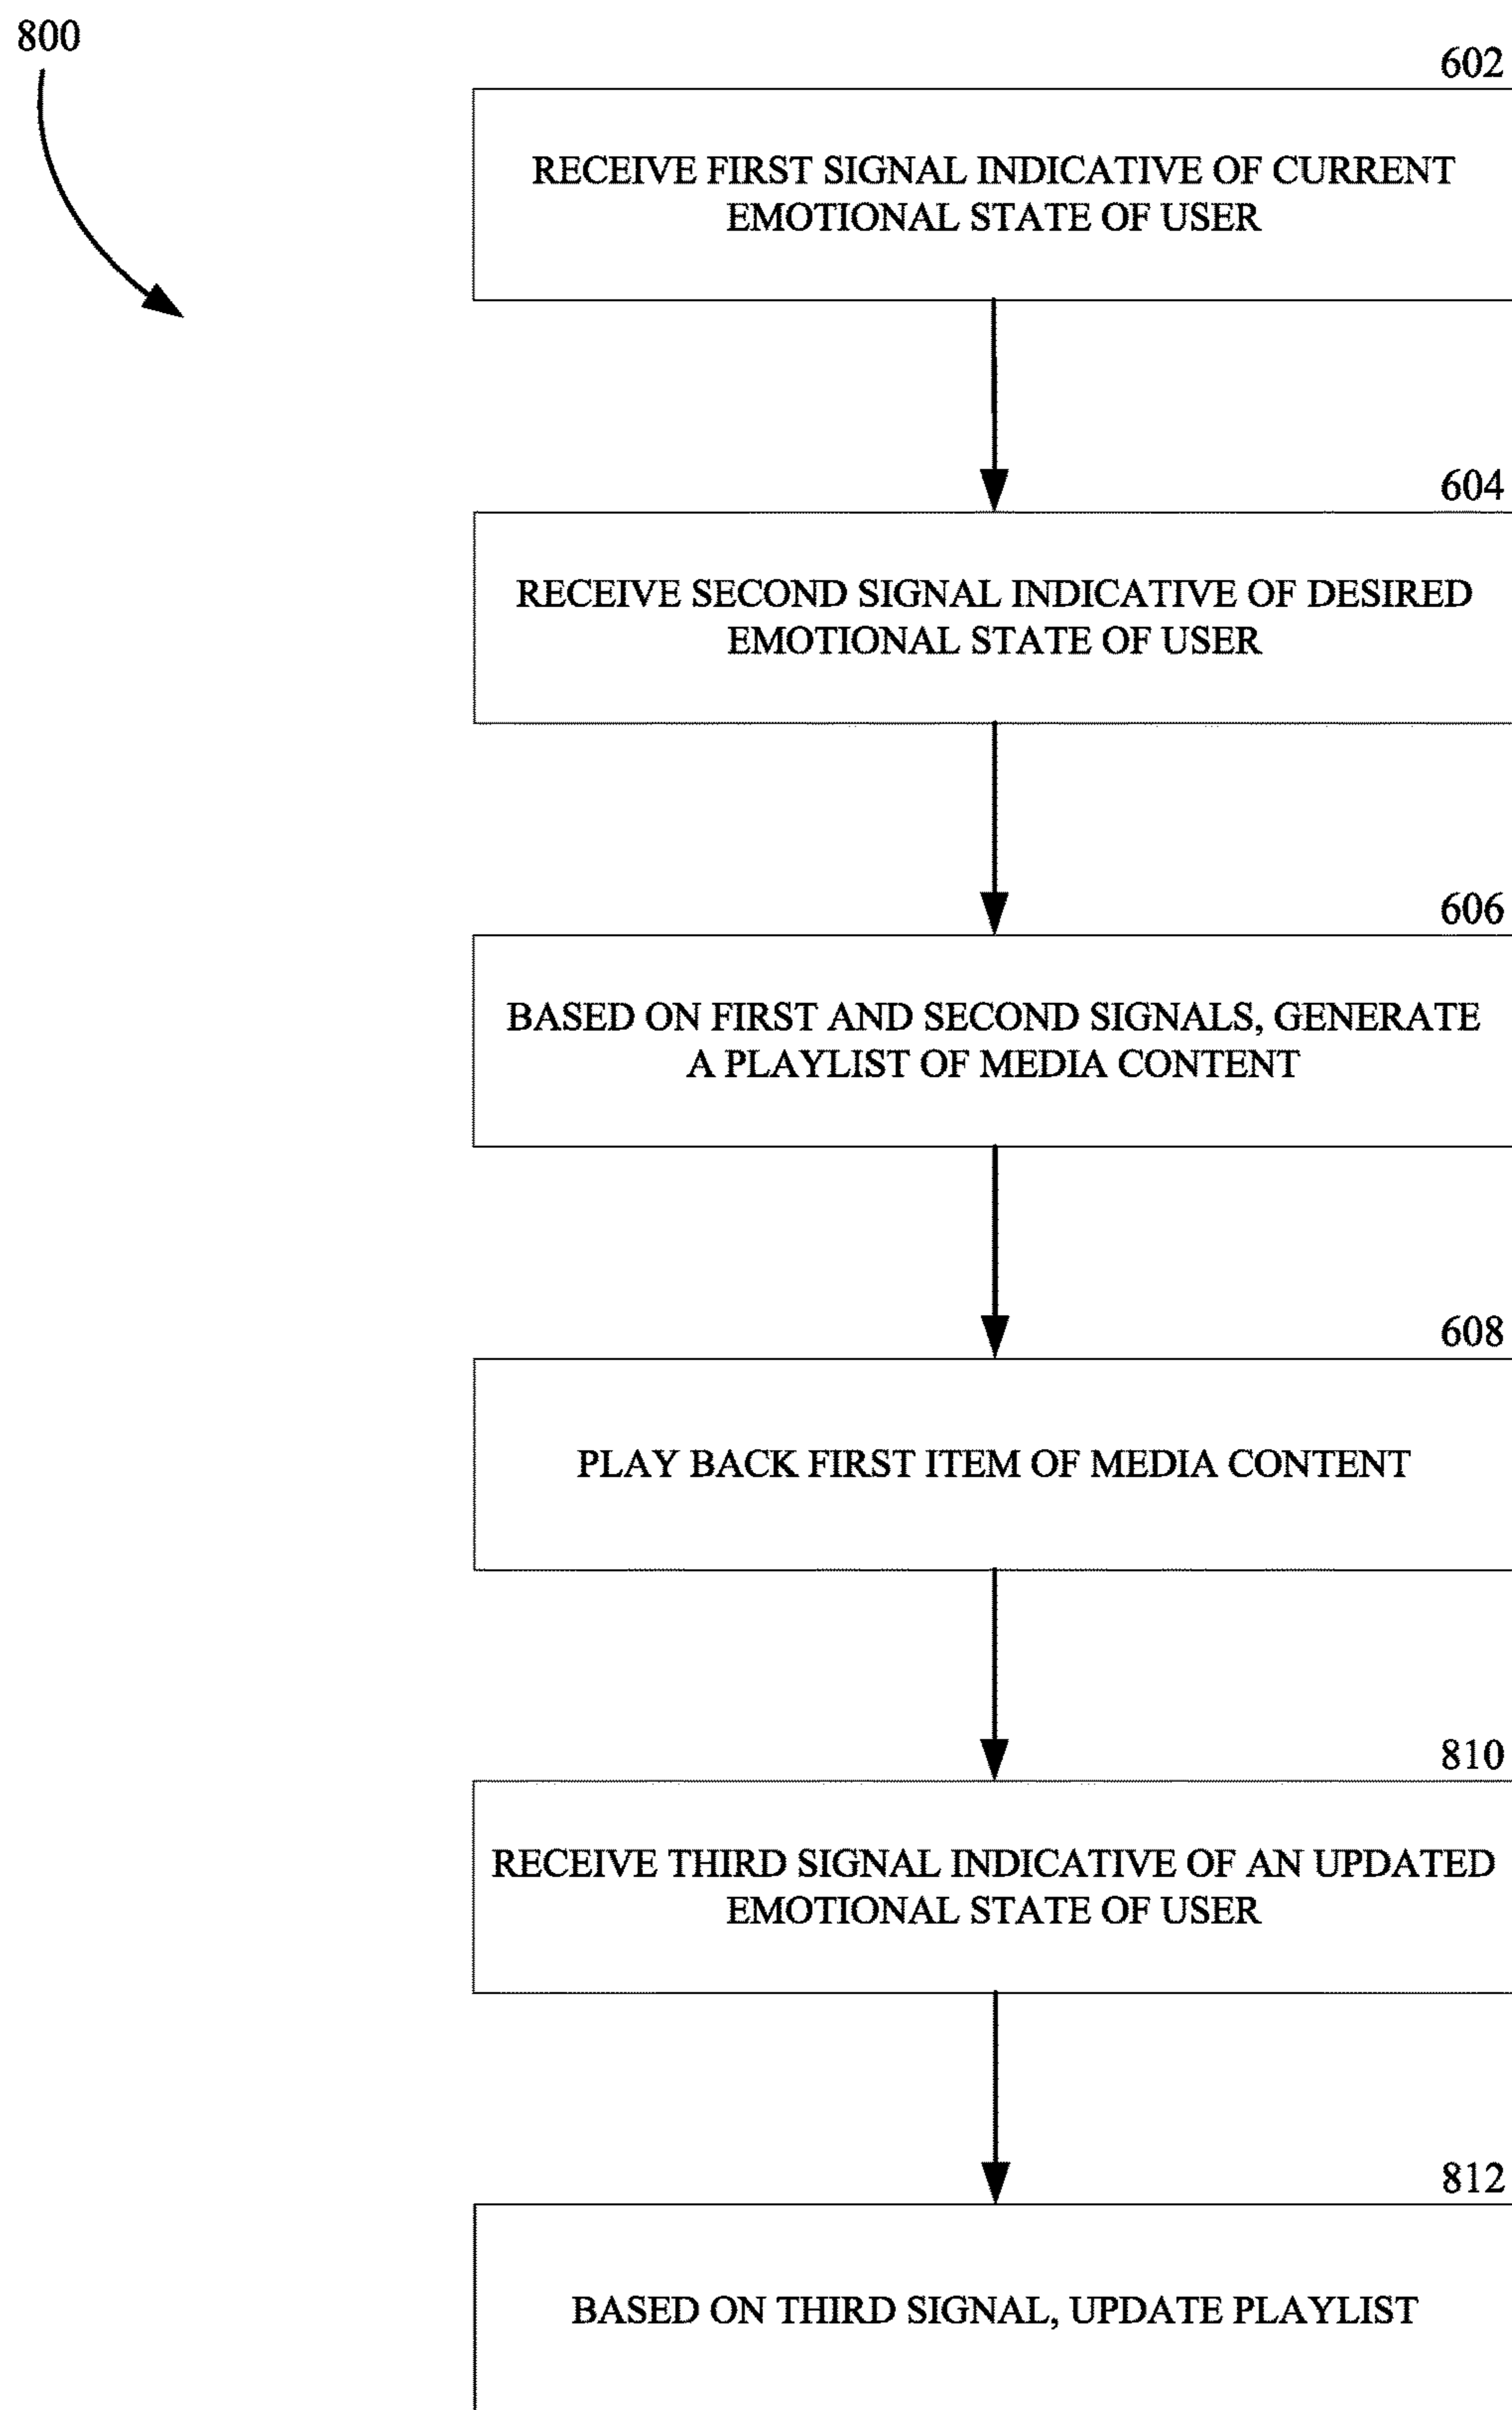 800
602
RECEIVE FIRST SIGNAL INDICATIVE OF CURRENT
EMOTIONAL STATE OF USER
604
RECEIVE SECOND SIGNAL INDICATIVE OF DESIRED
EMOTIONAL STATE OF USER
606
BASED ON FIRST AND SECOND SIGNALS, GENERATE
A PLAYLIST OF MEDIA CONTENT
608
PLAY BACK FIRST ITEM OF MEDIA CONTENT
810
RECEIVE THIRD SIGNAL INDICATIVE OF AN UPDATED
EMOTIONAL STATE OF USER
812
BASED ON THIRD SIGNAL, UPDATE PLAYLIST